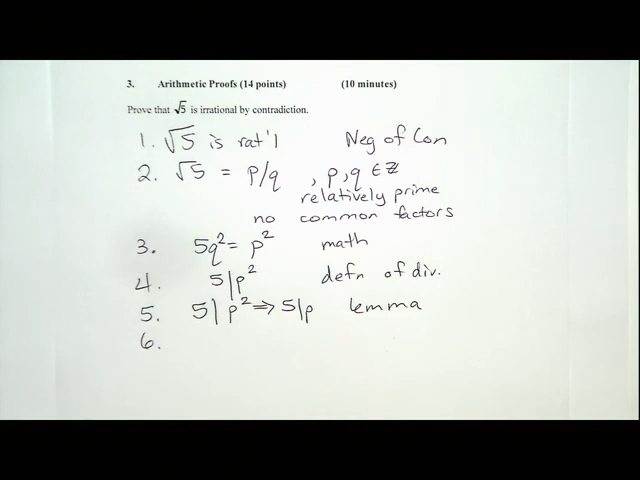 3. Arithmetic Proofs (14 points) (10 minutes)
Prove that √5 is irrational by contradiction.
1. √5 is rat'l Neg of Con
2. √5 = p/q , p,q ∈ ℤ
relatively prime
no common factors
3. 5q² = p² math
4. 5|p² defn of div.
5. 5|p² ⇒ 5|p lemma
6.